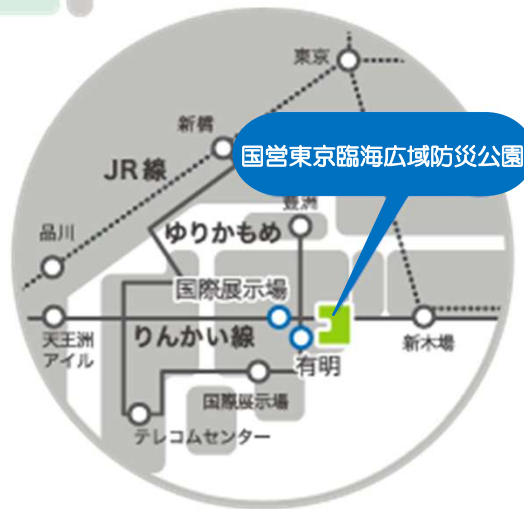 東京
新橋
国営東京臨海広域防災公園
JR線
豊洲
品川
ゆりかもめ
国際展示場
天王洲
アイル
りんかい線
新木場
有明
国際展示場
テレコムセンター